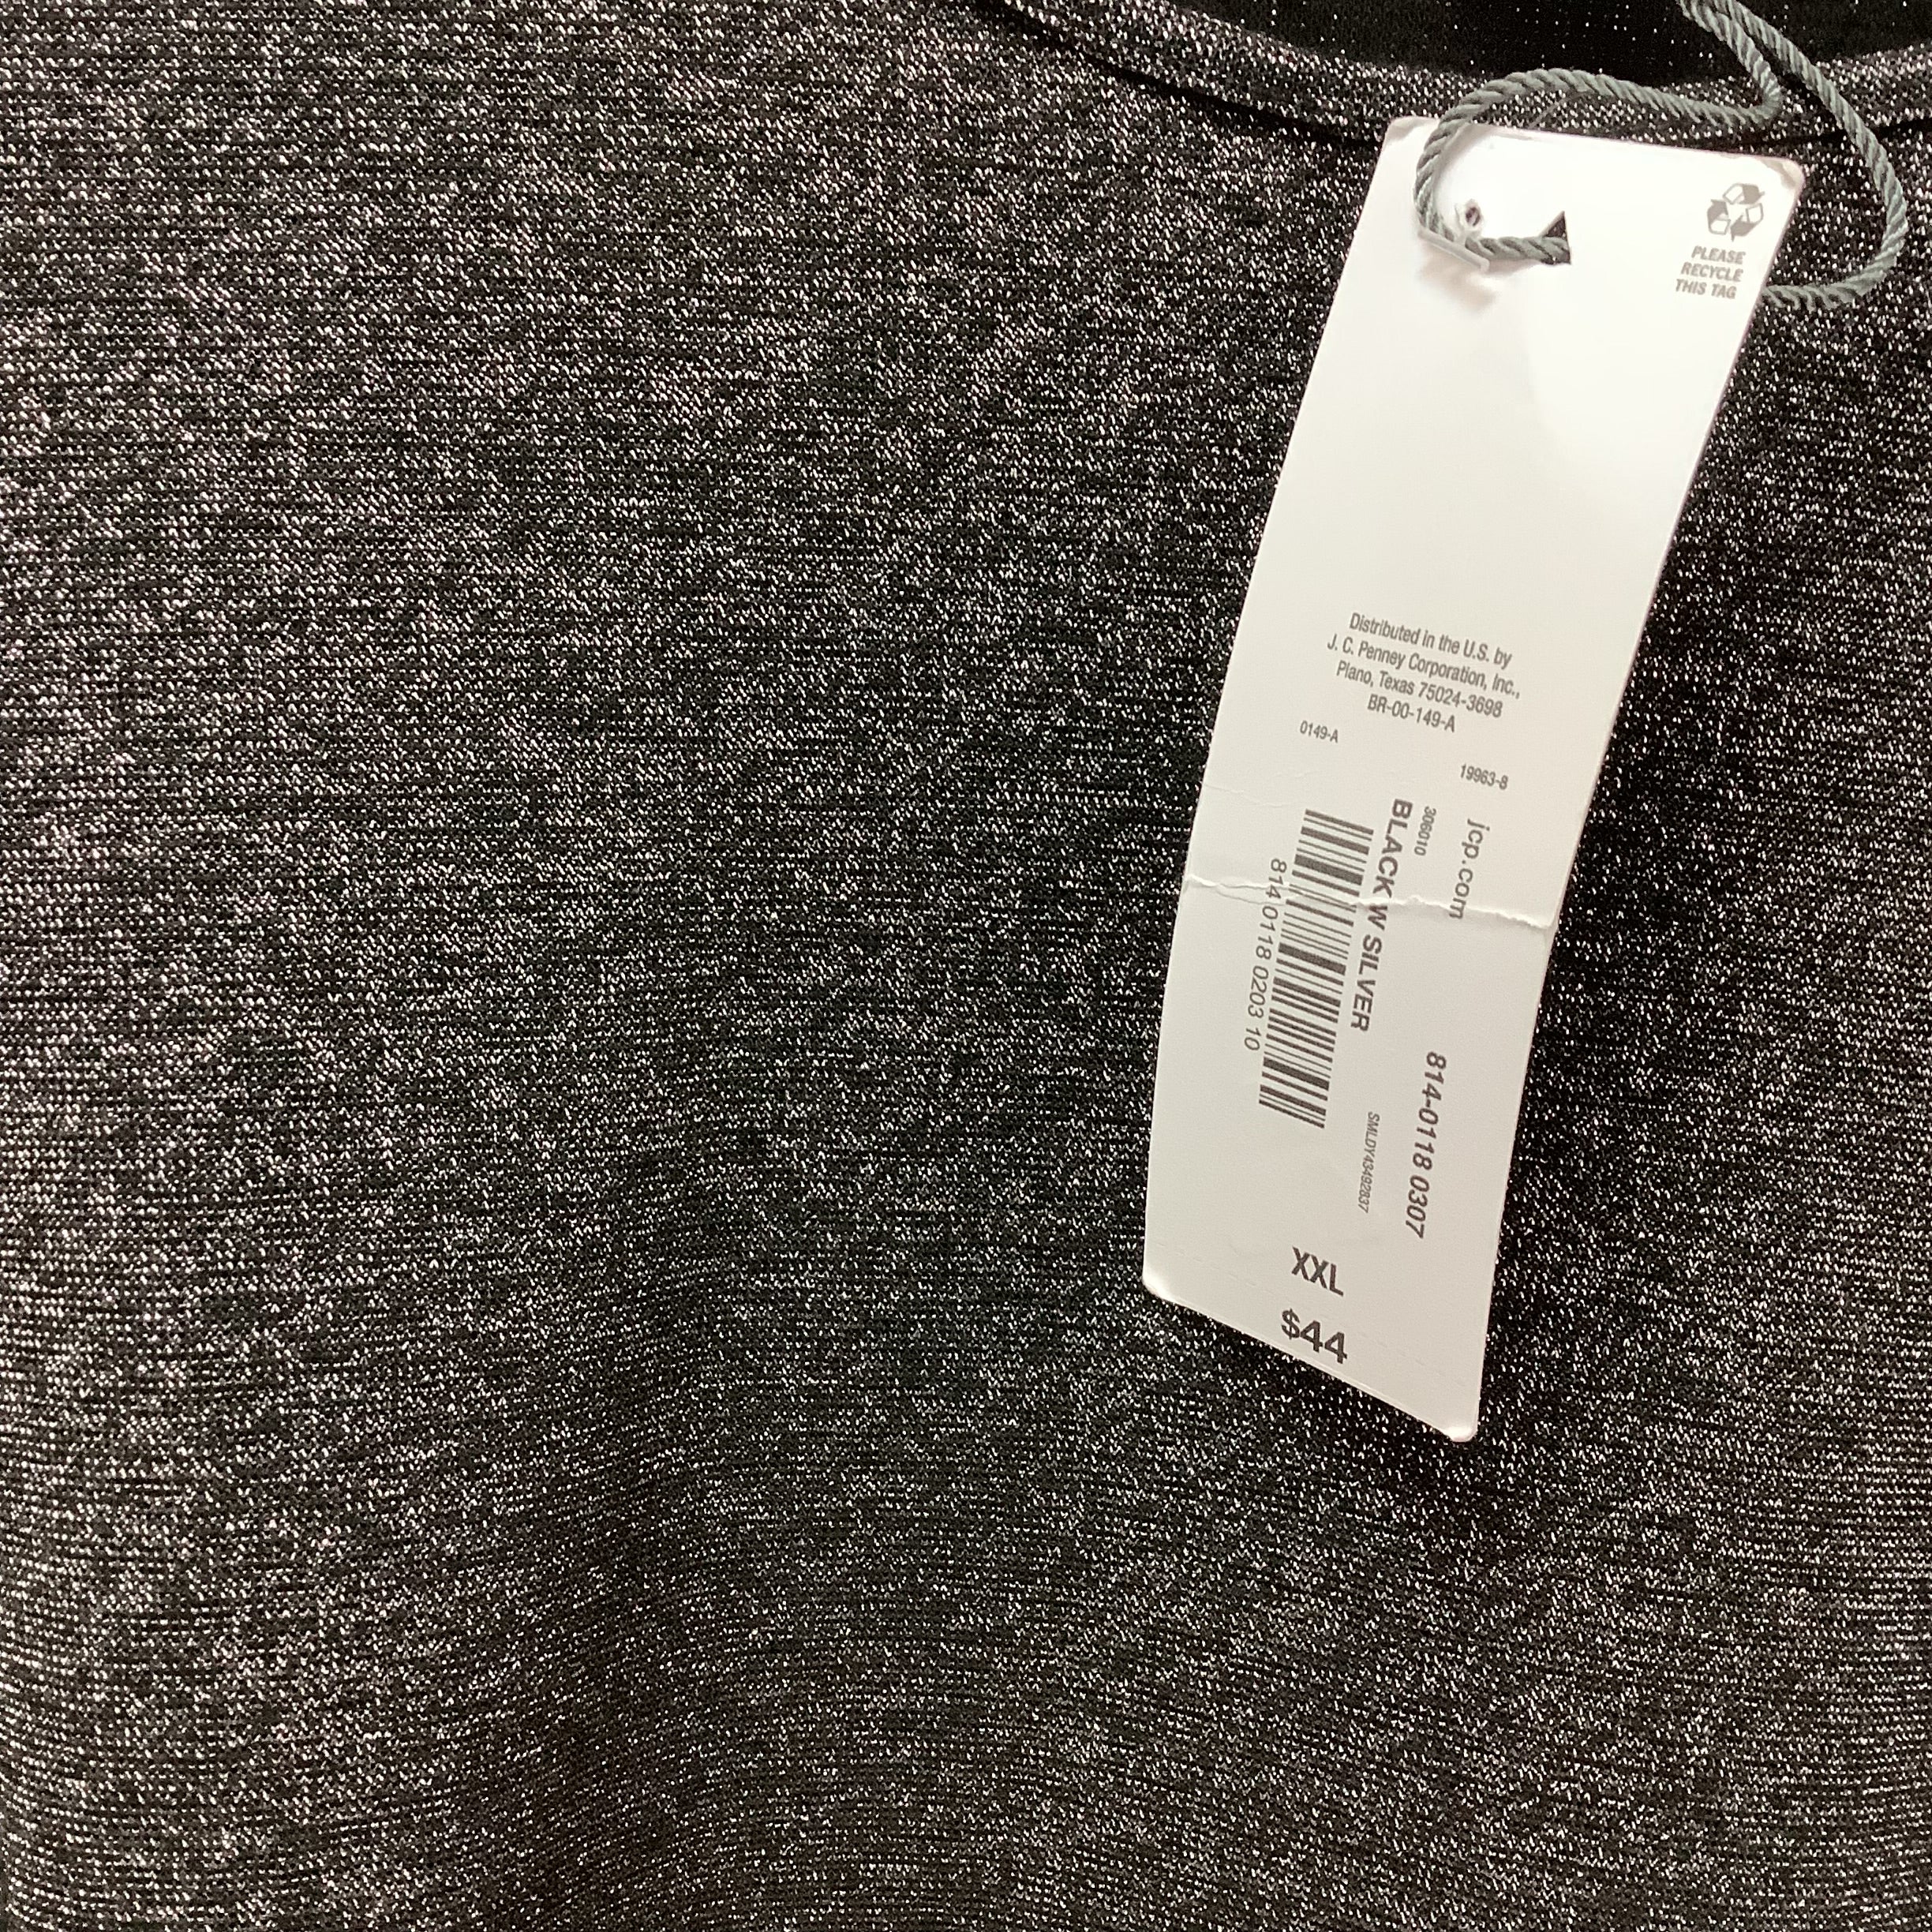 PLEASE
RECYCLE
THIS TAG
Distributed in the U.S. by
J. C. Penney Corporation, Inc.,
Plano, Texas 75024-3698
BR-00-149-A
0149-A
19963-8
jcp.com
814-0118 0307
306010
BLACK W SILVER
SMLDIY43492837
814 0118 0203 10
XXL
$44